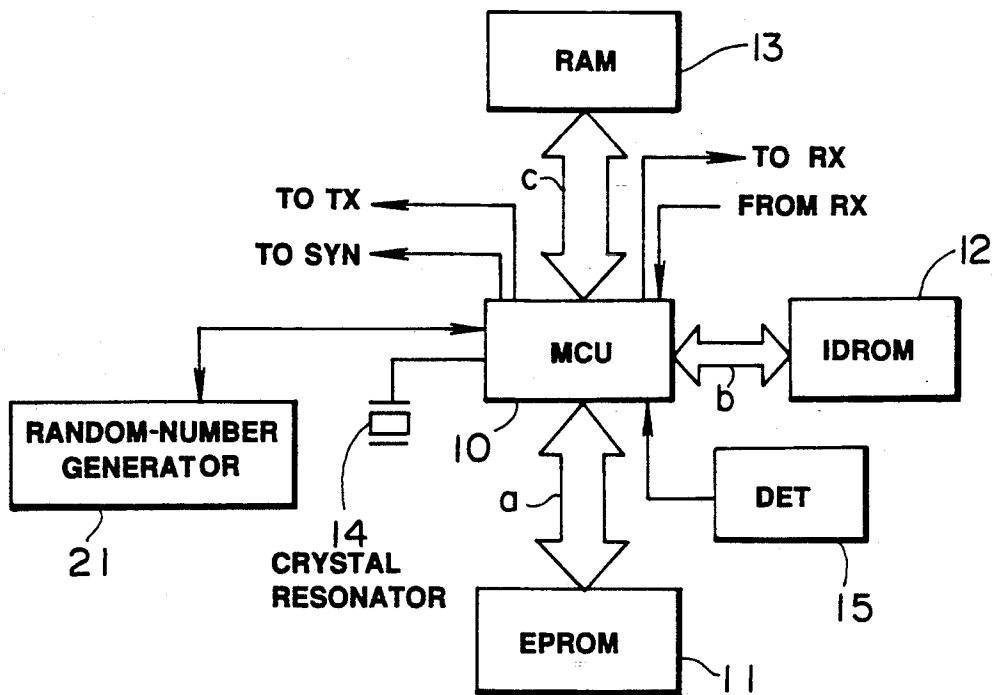 RAM
13
TO RX
c
TO TX
FROM RX
TO SYN
12
MCU
IDROM
b
RANDOM-NUMBER
GENERATOR
10
a
DET
14
21
CRYSTAL
RESONATOR
15
EPROM
11